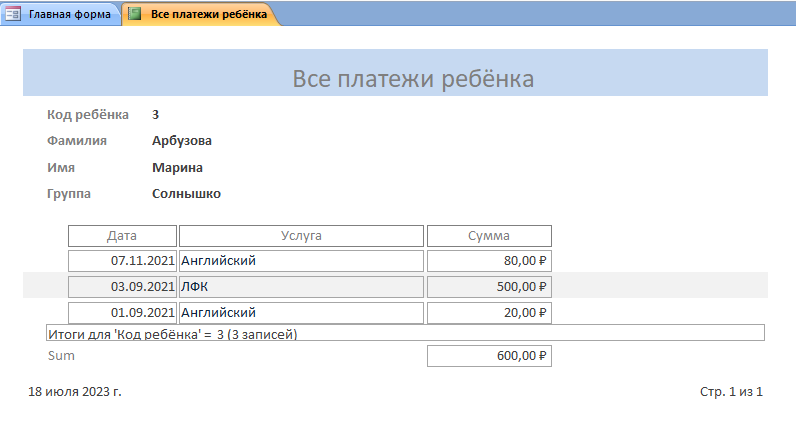 Главная форма Все платежи ребёнка
Все платежи ребёнка
Код ребёнка 3
Фамилия Арбузова
Имя Марина
Группа Солнышко
Дата Услуга Сумма
07.11.2021 Английский 80,00 ₽
03.09.2021 ЛФК 500,00 ₽
01.09.2021 Английский 20,00 ₽
Итоги для 'Код ребёнка' = 3 (3 записей)
Sum 600,00 ₽
18 июля 2023 г. Стр. 1 из 1